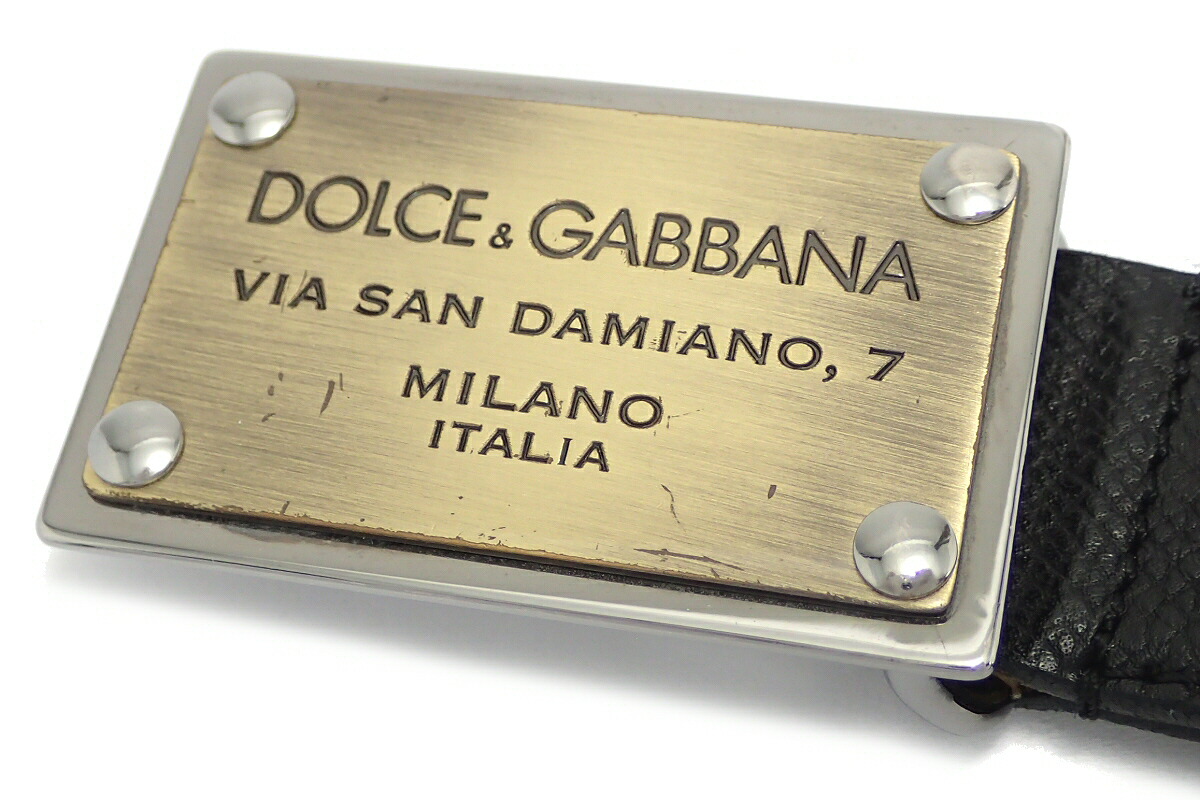 DOLCE & GABBANA
VIA SAN DAMIANO, 7
MILANO
ITALIA